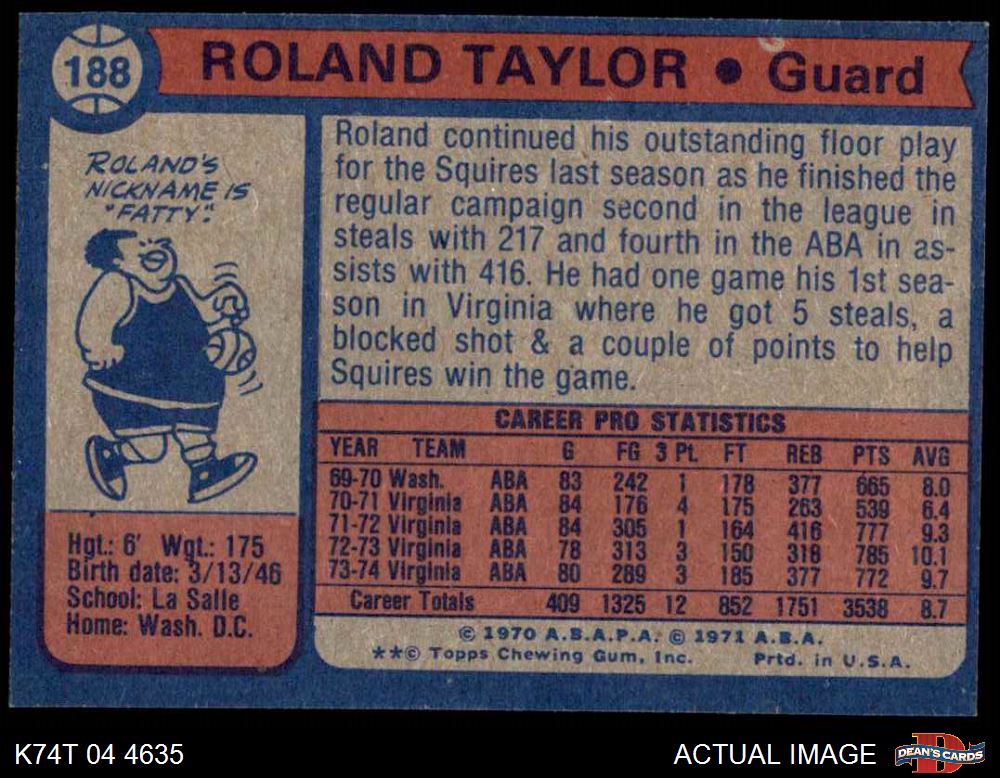 188
ROLAND TAYLOR • Guard
ROLAND'S
NICKNAME IS
"FATTY."
Roland continued his outstanding floor play
for the Squires last season as he finished the
regular campaign second in the league in
steals with 217 and fourth in the ABA in as-
sists with 416. He had one game his 1st sea-
son in Virginia where he got 5 steals, a
blocked shot & a couple of points to help
Squires win the game.
Hgt.: 6' Wgt.: 175
Birth date: 3/13/46
School: La Salle
Home: Wash. D.C.
CAREER PRO STATISTICS
YEAR TEAM G FG 3 Pt. FT REB PTS AVG
69-70 Wash. ABA 83 242 1 178 377 665 8.0
70-71 Virginia ABA 84 176 4 175 263 539 6.4
71-72 Virginia ABA 84 305 1 164 416 777 9.3
72-73 Virginia ABA 78 313 3 150 318 785 10.1
73-74 Virginia ABA 80 289 3 185 377 772 9.7
Career Totals 409 1325 12 852 1751 3538 8.7
© 1970 A.B.A.P.A. © 1971 A.B.A.
**© Topps Chewing Gum, Inc. Prtd. in U.S.A.
K74T 04 4635 ACTUAL IMAGE DEAN'S CARDS